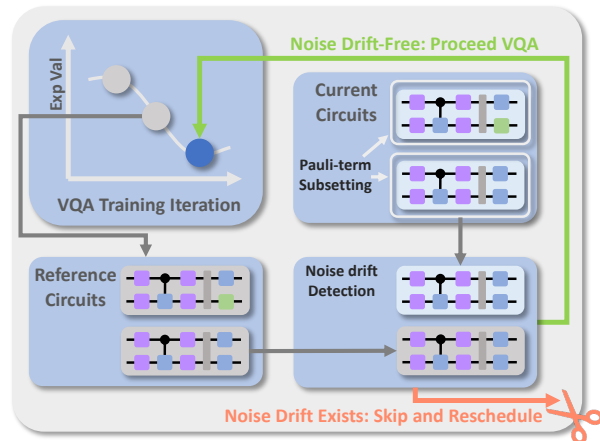 Noise Drift-Free: Proceed VQA
Exp Val
VQA Training Iteration
Current
Circuits
Pauli-term
Subsetting
Reference
Circuits
Noise drift
Detection
Noise Drift Exists: Skip and Reschedule